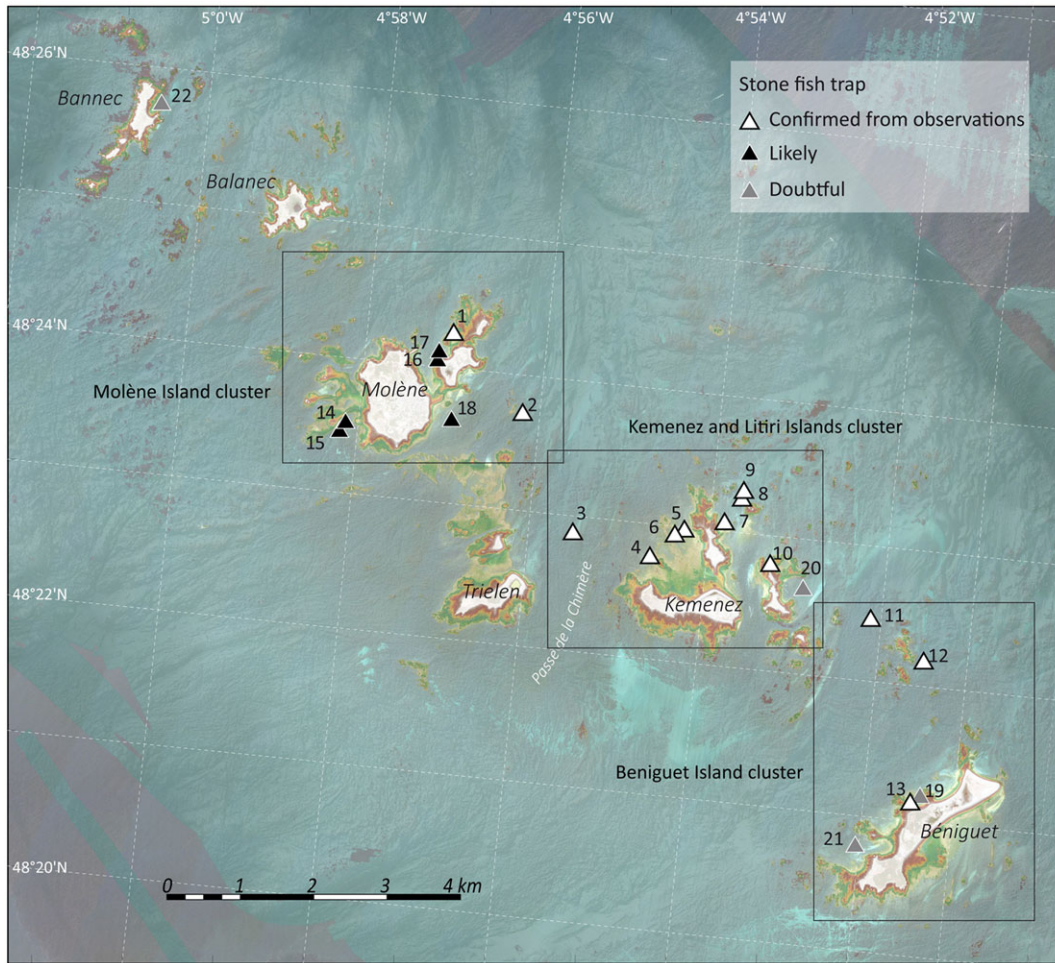 5°0'W
4°58'W
4°56'W
4°54'W
4°52'W
48°26'N
Bannec
22
Stone fish trap
Confirmed from observations
Likely
Doubtful
Balanec
48°24'N
1
17
16
Molène Island cluster
Molène
14
15
18
2
Kemenez and Litiri Islands cluster
9
8
3
5
6
7
4
10
20
48°22'N
Trielen
Kemenez
Passe de la Chimère
11
12
Beniguet Island cluster
13
19
Béniguet
21
48°20'N
0 1 2 3 4 km